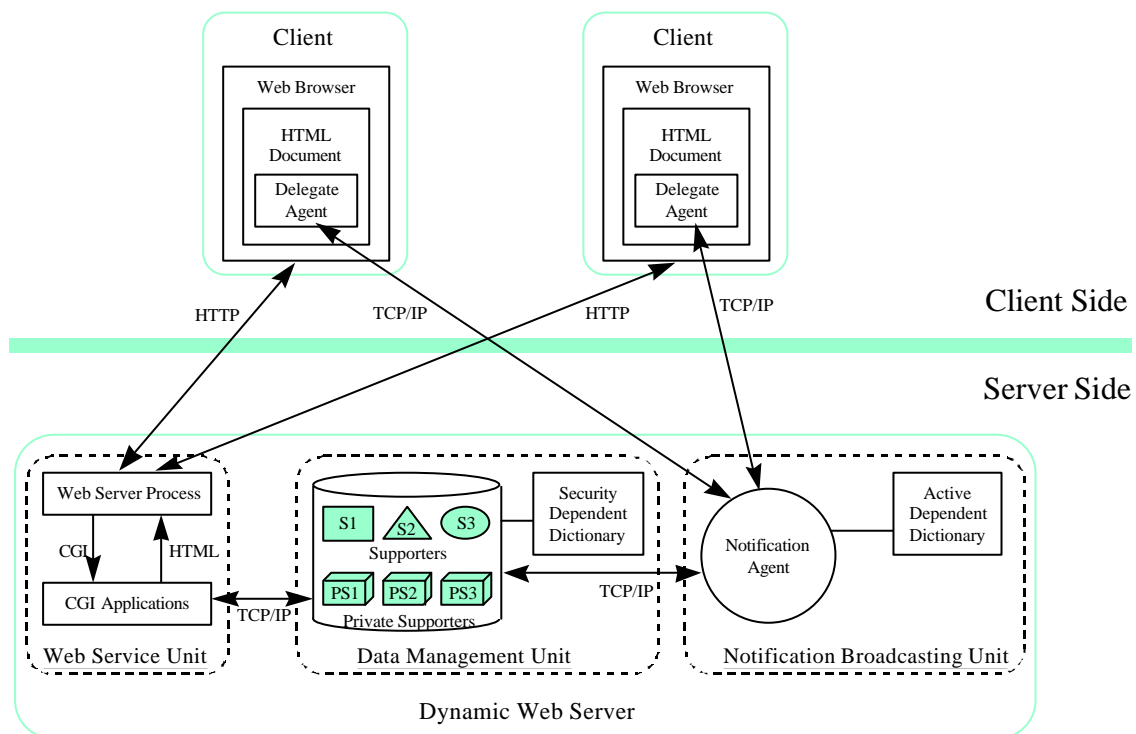 Client
Client
Web Browser
Web Browser
HTML
Document
HTML
Document
Delegate
Agent
Delegate
Agent
HTTP
TCP/IP
HTTP
TCP/IP
Client Side
Server Side
Web Server Process
CGI
HTML
CGI Applications
TCP/IP
Web Service Unit
S1
S2
S3
Supporters
PS1
PS2
PS3
Private Supporters
Security
Dependent
Dictionary
TCP/IP
Data Management Unit
Notification
Agent
Active
Dependent
Dictionary
Notification Broadcasting Unit
Dynamic Web Server